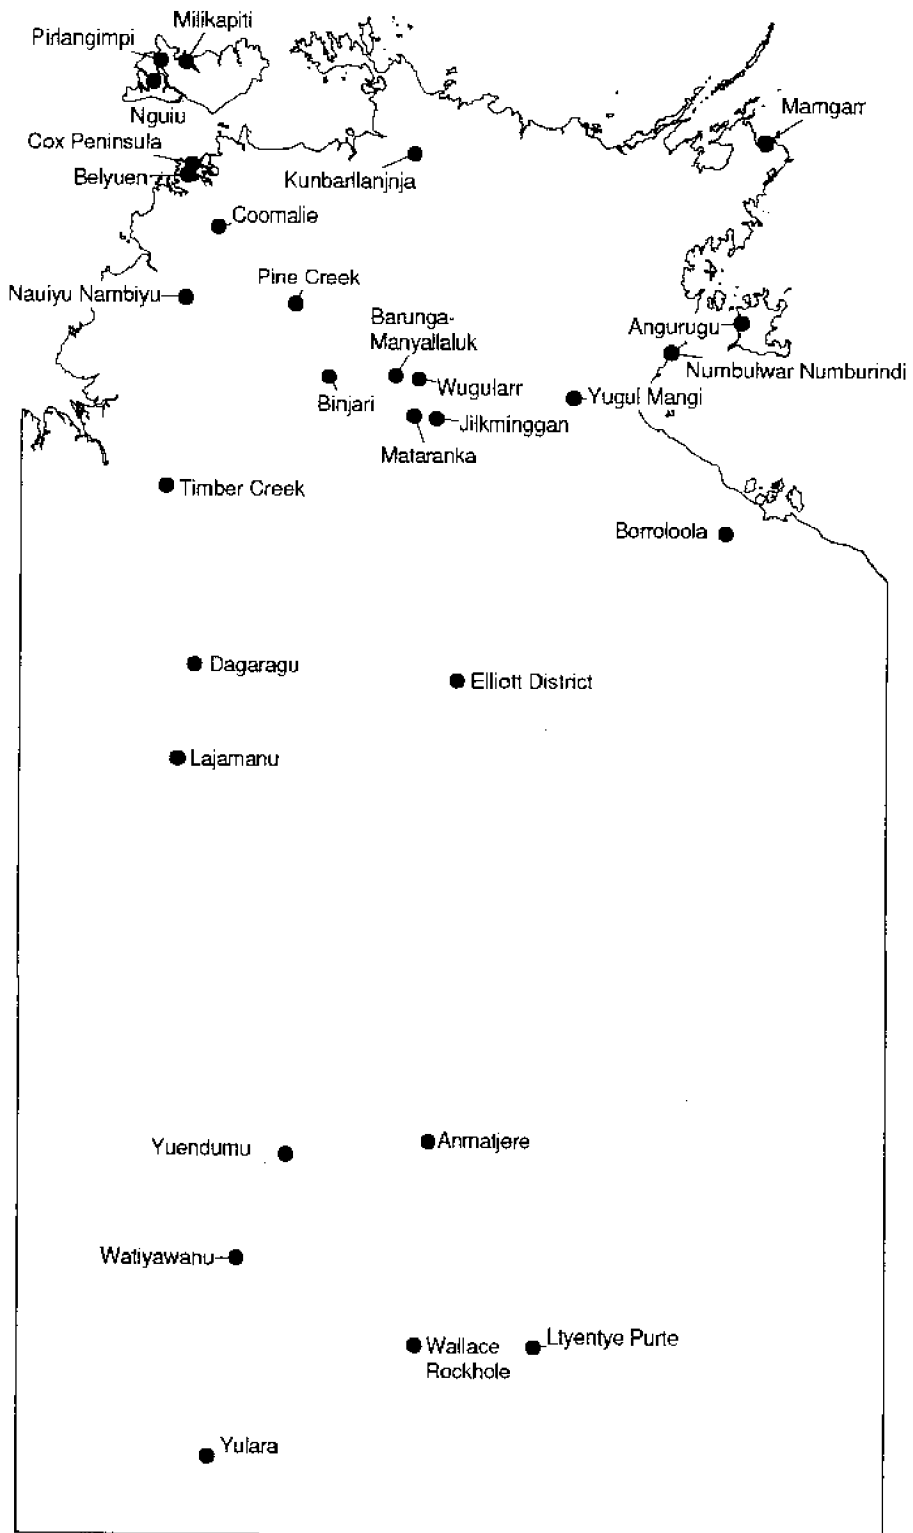 Milikapiti
Pirlangimpi
Nguiu
Cox Peninsula
Belyuen
Mamgarr
Kunbarllanjnja
Coomalie
Pine Creek
Nauiyu Nambiyu
Barunga-
Manyallaluk
Angurugu
Numbulwar Numburindi
Wugularr
Binjari
Yugul Mangi
Jilkminggan
Mataranka
Timber Creek
Borroloola
Dagaragu
Elliott District
Lajamanu
Yuendumu
Anmatjere
Watiyawanu
Wallace
Rockhole
Ltyentye Purte
Yulara